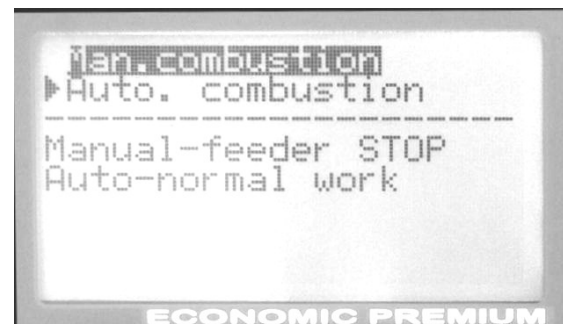 Man.combustion
▶Auto. combustion
------------------------
Manual-feeder STOP
Auto-normal work
ECONOMIC PREMIUM